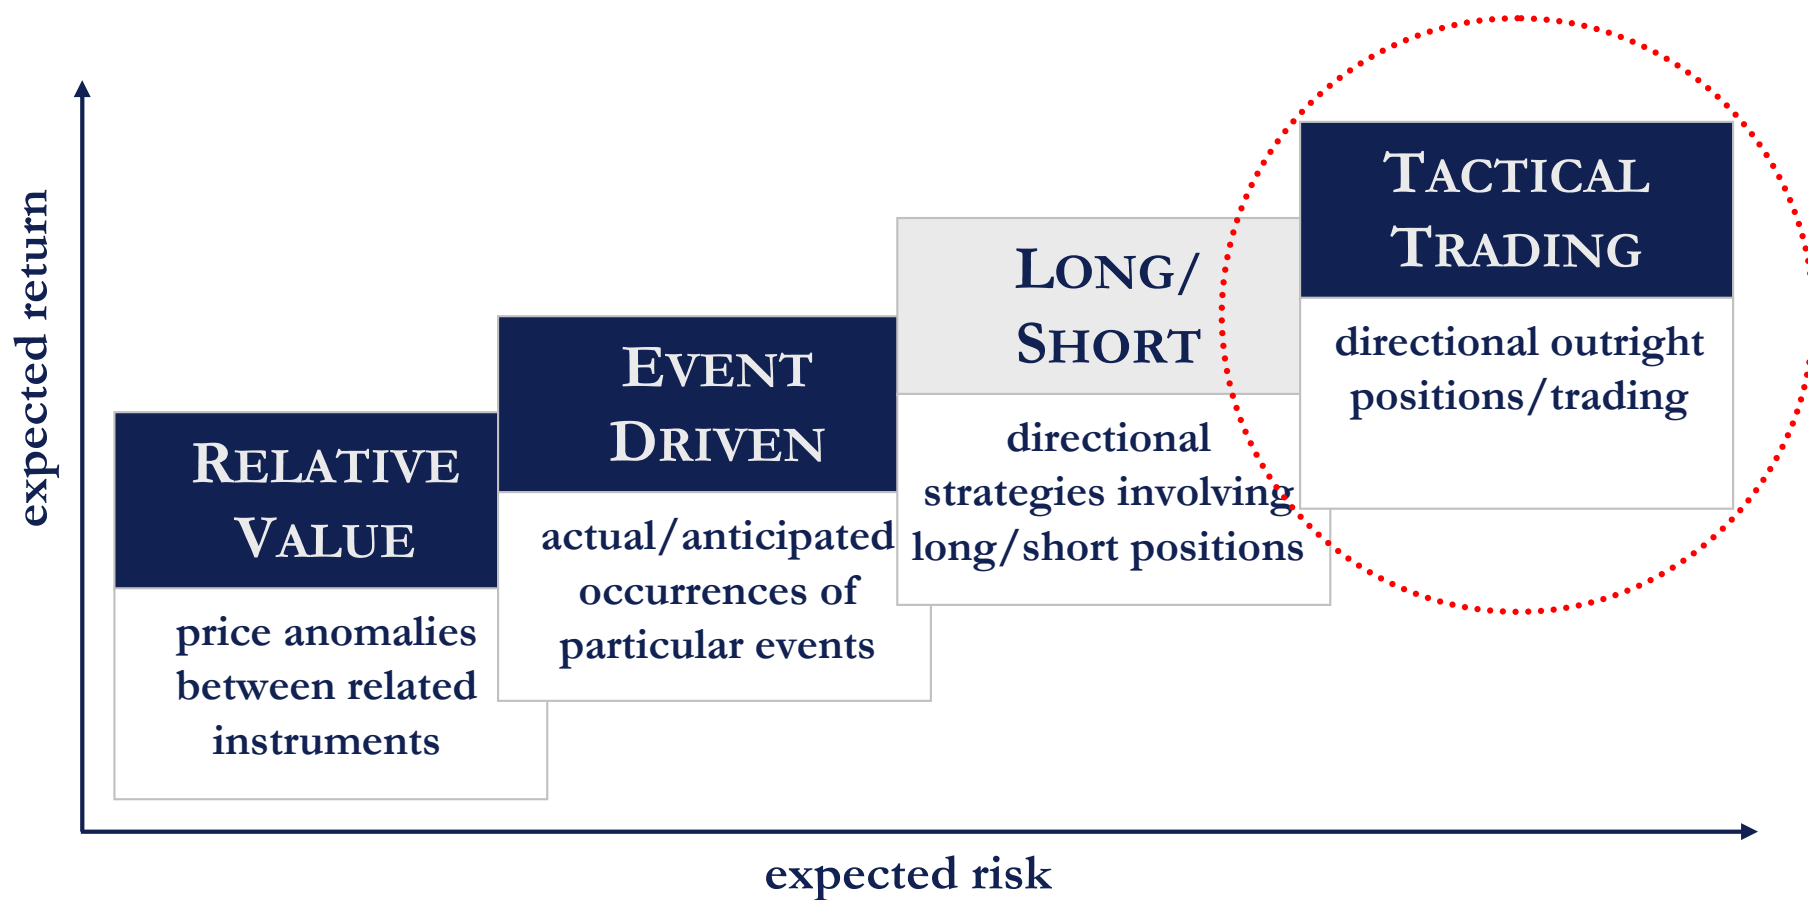 expected return
RELATIVE
VALUE
price anomalies
between related
instruments
EVENT
DRIVEN
actual/anticipated
occurrences of
particular events
LONG/
SHORT
directional
strategies involving
long/short positions
TACTICAL
TRADING
directional outright
positions/trading
expected risk